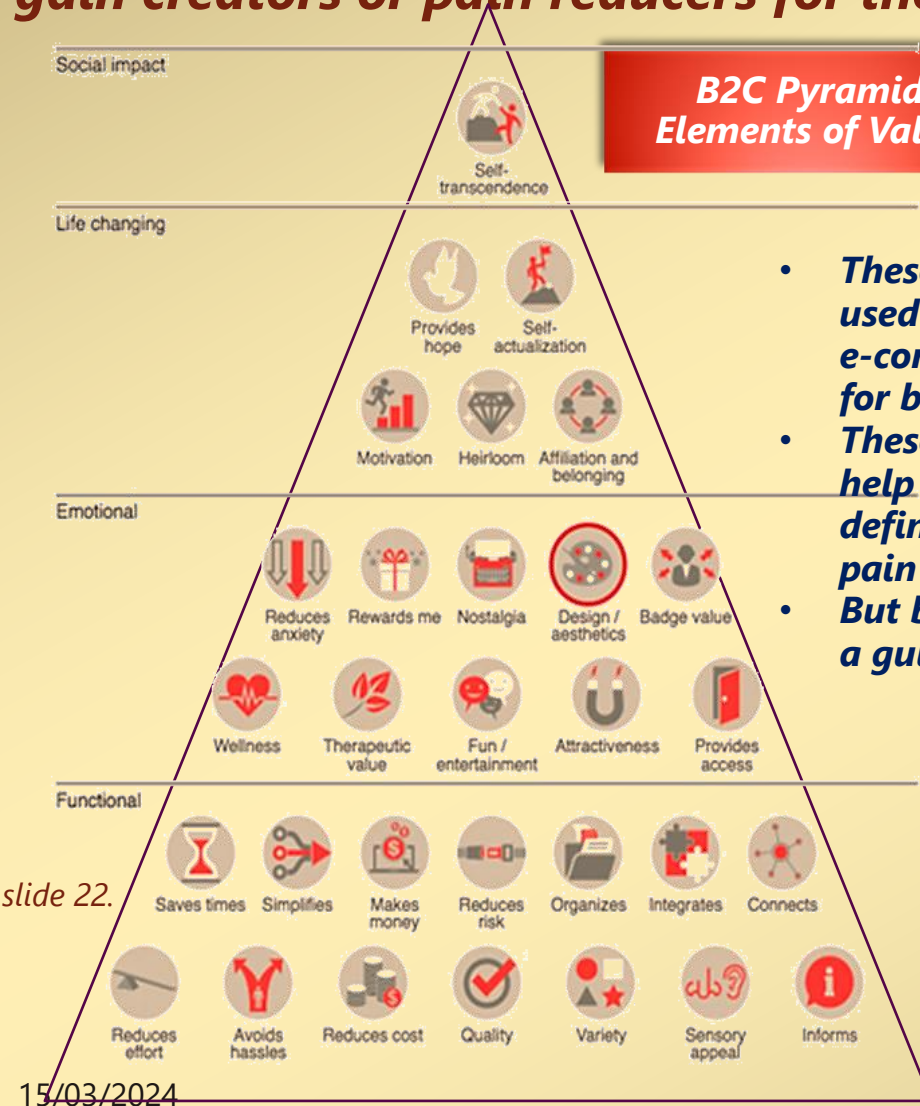 gain creators or pain reducers for the
Social impact
B2C Pyramid
Elements of Val
Self-
transcendence
Life changing
Provides
hope
Self-
actualization
Motivation
Heirloom
Affiliation and
belonging
• These
used
e-con
for b
• These
help
defin
pain
• But b
a gui
Emotional
Reduces
anxiety
Rewards me
Nostalgia
Design /
aesthetics
Badge value
Wellness
Therapeutic
value
Fun /
entertainment
Attractiveness
Provides
access
Functional
Saves times
Simplifies
Makes
money
Reduces
risk
Organizes
Integrates
Connects
slide 22.
Reduces
effort
Avoids
hassles
Reduces cost
Quality
Variety
Sensory
appeal
Informs
15/03/2024